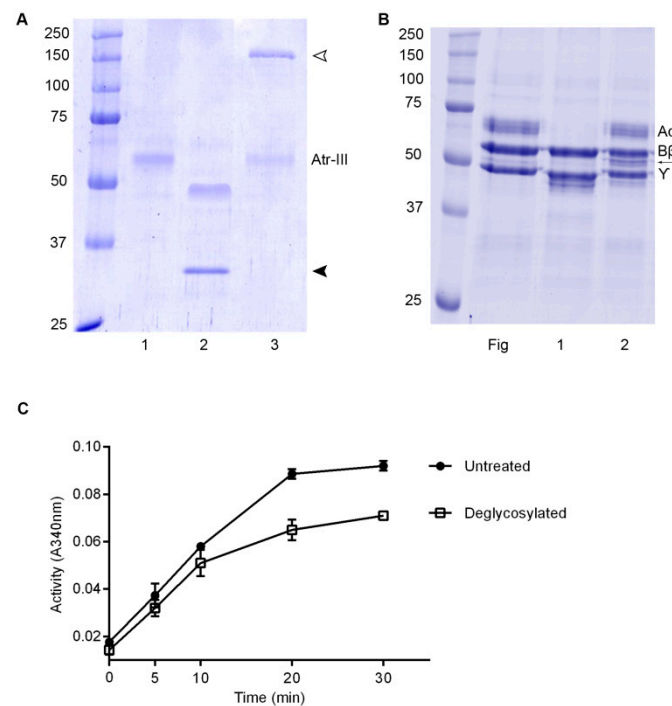 A
250
150
100
75
50
37
25
Atr-III
1 2 3
B
250
150
100
75
50
37
25
Bβ
γ
Fig 1 2
C
Activity (A340nm)
0.10
0.08
0.06
0.04
0.02
0 5 10 20 30
Time (min)
Untreated
Deglycosylated